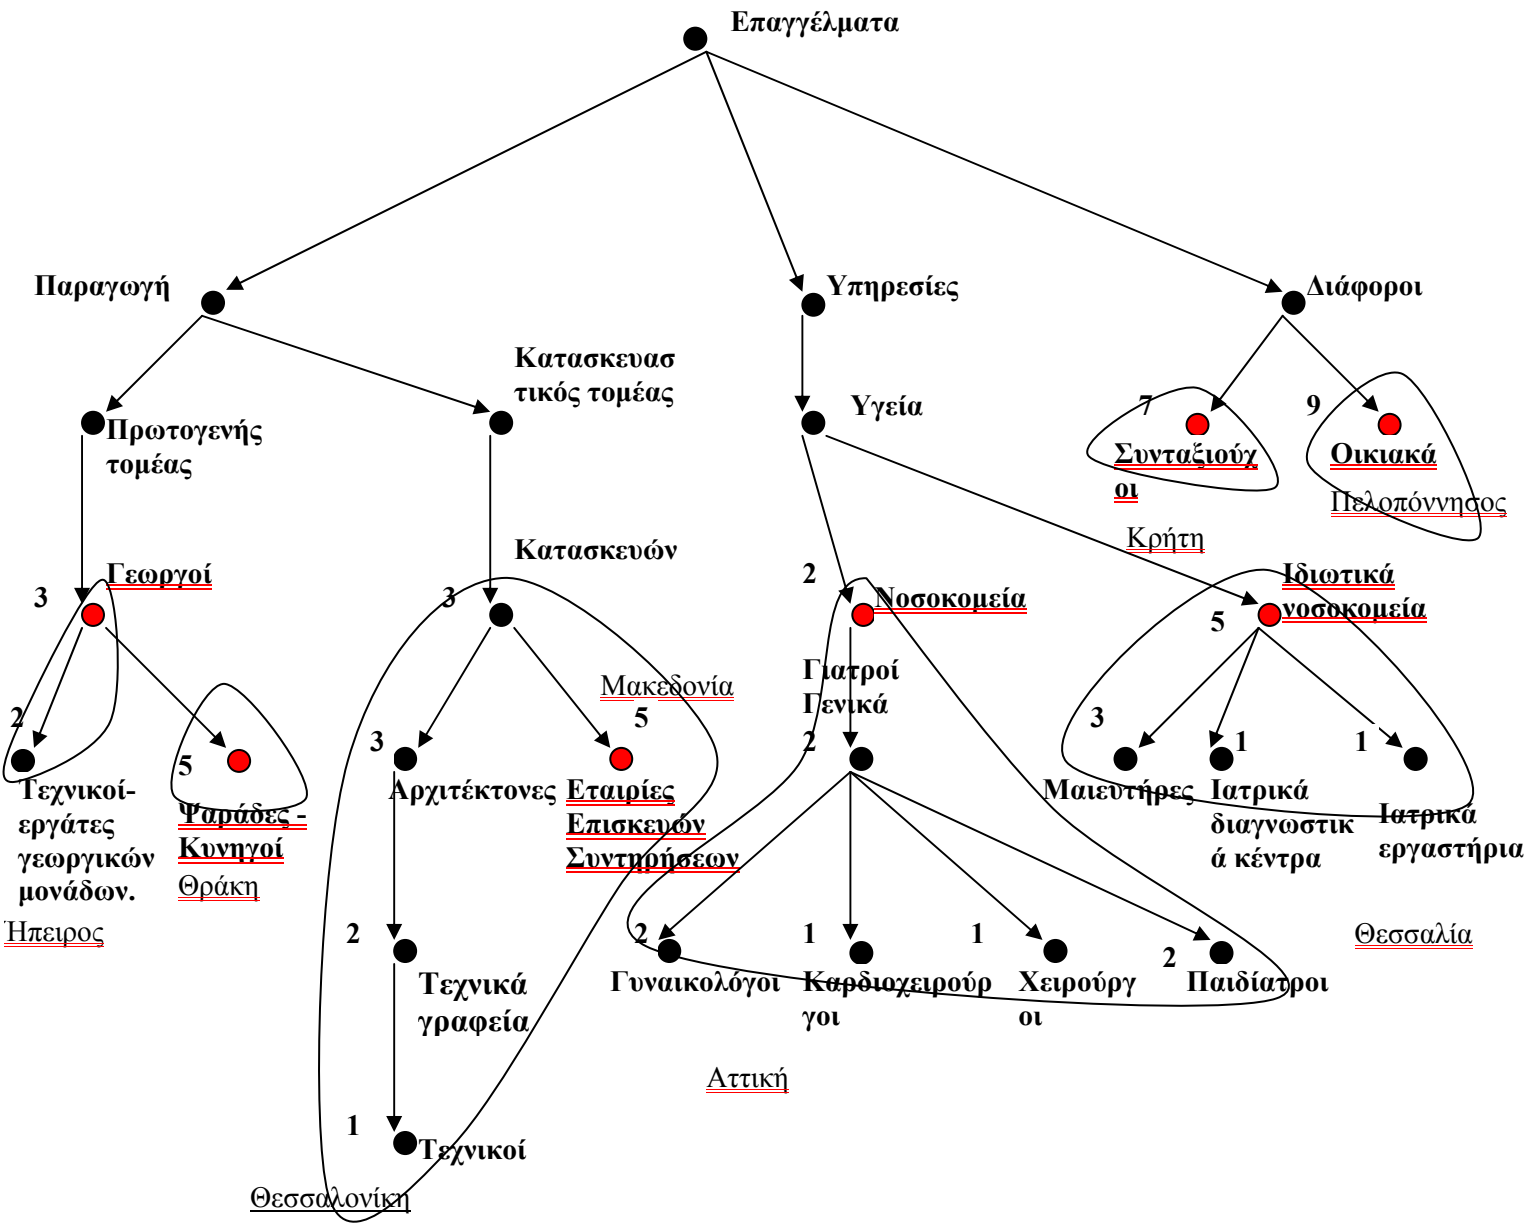 Επαγγέλματα
Παραγωγή
Υπηρεσίες
Διάφοροι
Κατασκευασ
τικός τομέας
Πρωτογενής
τομέας
Υγεία
7
Συνταξιούχ
οι
9
Οικιακά
Πελοπόννησος
Κρήτη
Κατασκευών
3
Γεωργοί
3
2
Νοσοκομεία
Ιδιωτικά
νοσοκομεία
5
Γιατροί
Γενικά
2
Μακεδονία
5
2
Τεχνικοί-
εργάτες
γεωργικών
μονάδων.
Ήπειρος
5
Ψαράδες -
Κυνηγοί
Θράκη
3
Αρχιτέκτονες
Εταιρίες
Επισκευών
Συντηρήσεων
3
Μαιευτήρες
1
Ιατρικά
διαγνωστικ
ά κέντρα
1
Ιατρικά
εργαστήρια
Θεσσαλία
2
Τεχνικά
γραφεία
2
Γυναικολόγοι
1
Καρδιοχειρούρ
γοι
1
Χειρούργ
οι
2
Παιδίατροι
Αττική
1
Τεχνικοί
Θεσσαλονίκη